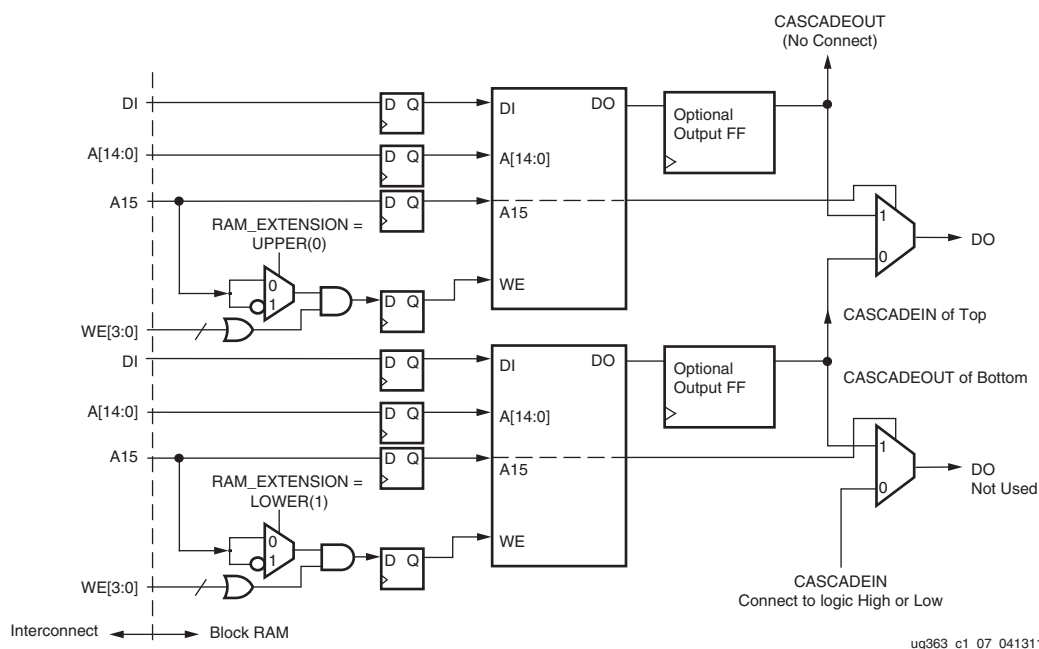 CASCADEOUT
(No Connect)
DI
D Q
DI
DO
Optional
Output FF
A[14:0]
D Q
A[14:0]
A15
D Q
A15
1
RAM_EXTENSION =
UPPER(0)
DO
0
0
1
D Q
WE
WE[3:0]
CASCADEIN of Top
DI
D Q
DI
DO
Optional
Output FF
CASCADEOUT of Bottom
A[14:0]
D Q
A[14:0]
A15
D Q
A15
1
RAM_EXTENSION =
LOWER(1)
DO
Not Used
0
0
1
D Q
WE
WE[3:0]
CASCADEIN
Connect to logic High or Low
Interconnect
Block RAM
ug363_c1_07_041311